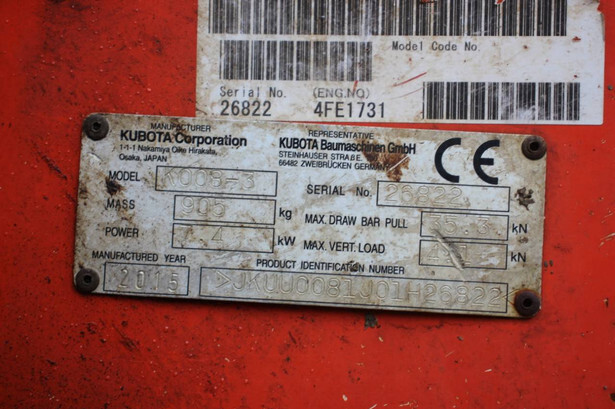 Model Code No.
Serial No. (ENG.NO)
26822 4FE1731
MANUFACTURER
KUBOTA Corporation
1-1-1 Nakamiya Oike Hirakata,
Osaka, JAPAN
REPRESENTATIVE
KUBOTA Baumaschinen GmbH
STEINHAUSER STRAßE,
66482 ZWEIBRÜCKEN GERMANY
CE
MODEL K008-3
SERIAL No. 26822
MASS 905 kg
MAX. DRAW BAR PULL kN
POWER kW
MAX. VERT. LOAD kN
MANUFACTURED YEAR
2015
PRODUCT IDENTIFICATION NUMBER